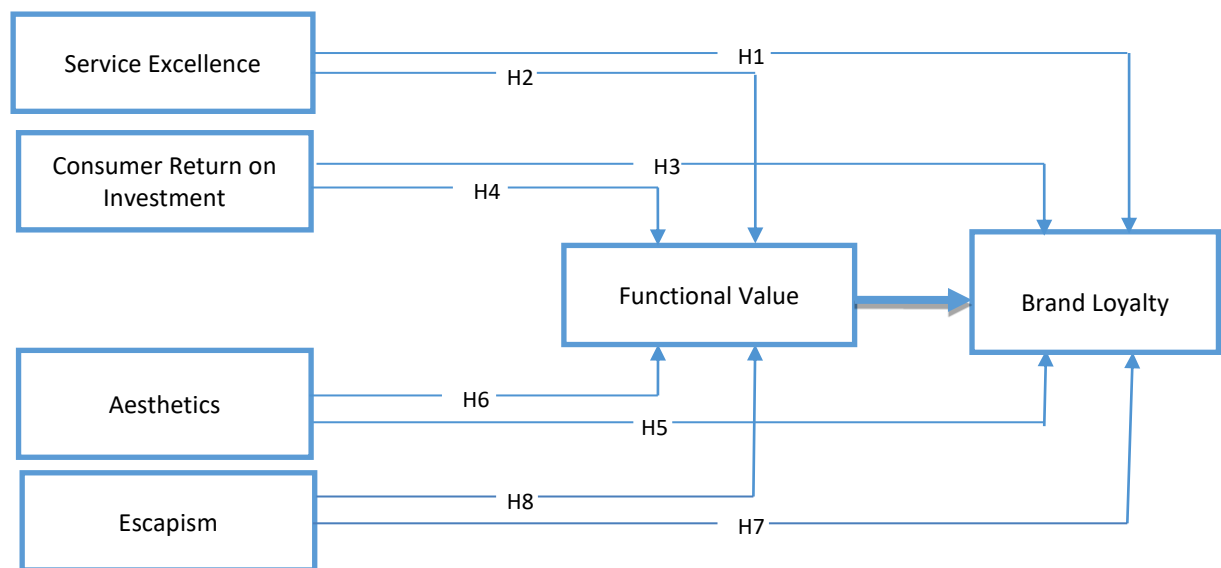 Service Excellence
H1
H2
Consumer Return on
Investment
H3
H4
Functional Value
Brand Loyalty
Aesthetics
H6
H5
Escapism
H8
H7